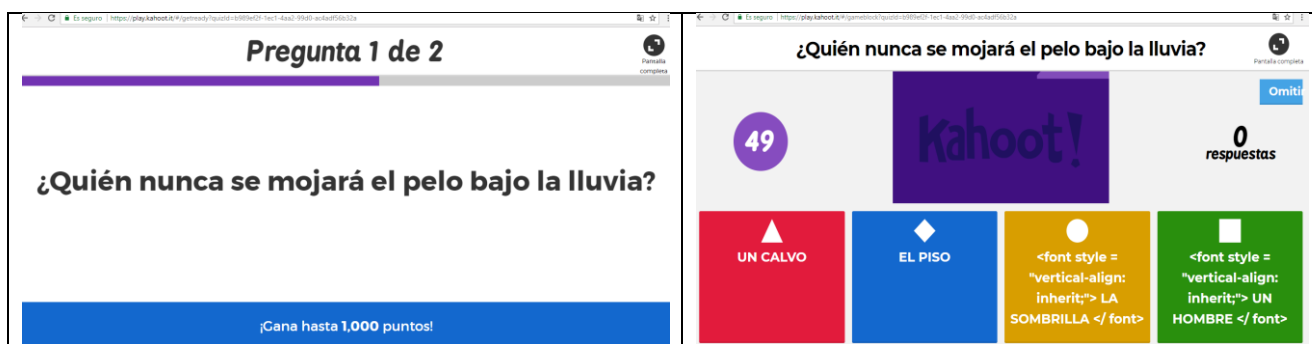 Es seguro | https://play.kahoot.it/#/getready?quizId=b989ef2f-1ec1-4aa2-99d0-ac4adf56b32a
Pregunta 1 de 2
Pantalla
completa
¿Quién nunca se mojará el pelo bajo la lluvia?
¡Gana hasta 1,000 puntos!
Es seguro | https://play.kahoot.it/#/gameblock?quizId=b989ef2f-1ec1-4aa2-99d0-ac4adf56b32a
¿Quién nunca se mojará el pelo bajo la lluvia?
Pantalla completa
Omitir
49
Kahoot!
0
respuestas
UN CALVO
EL PISO
<font style =
"vertical-align:
inherit;"> LA
SOMBRILLA </ font>
<font style =
"vertical-align:
inherit;"> UN
HOMBRE </ font>